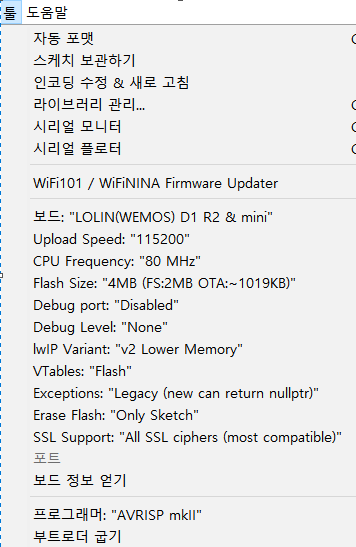 툴 도움말
자동 포맷
스케치 보관하기
인코딩 수정 & 새로 고침
라이브러리 관리...
시리얼 모니터
시리얼 플로터
WiFi101 / WiFiNINA Firmware Updater
보드: "LOLIN(WEMOS) D1 R2 & mini"
Upload Speed: "115200"
CPU Frequency: "80 MHz"
Flash Size: "4MB (FS:2MB OTA:~1019KB)"
Debug port: "Disabled"
Debug Level: "None"
lwIP Variant: "v2 Lower Memory"
VTables: "Flash"
Exceptions: "Legacy (new can return nullptr)"
Erase Flash: "Only Sketch"
SSL Support: "All SSL ciphers (most compatible)"
포트
보드 정보 얻기
프로그래머: "AVRISP mkII"
부트로더 굽기